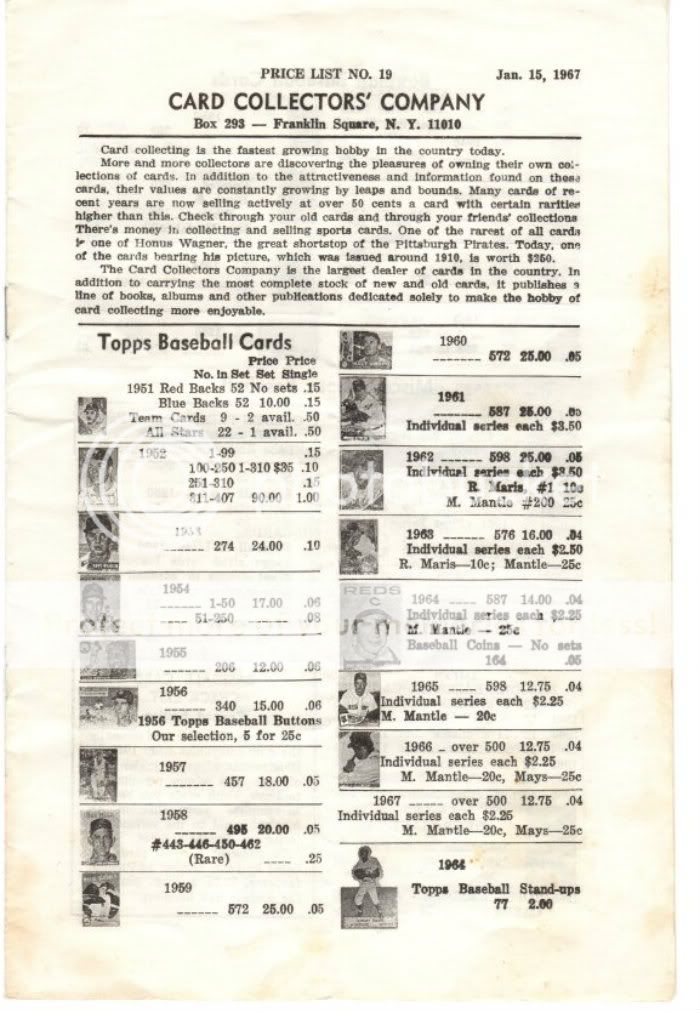 PRICE LIST NO. 19 Jan. 15, 1967
CARD COLLECTORS' COMPANY
Box 293 — Franklin Square, N. Y. 11010
Card collecting is the fastest growing hobby in the country today.
More and more collectors are discovering the pleasures of owning their own col-
lections of cards. In addition to the attractiveness and information found on these
cards, their values are constantly growing by leaps and bounds. Many cards of re-
cent years are now selling actively at over 50 cents a card with certain rarities
higher than this. Check through your old cards and through your friends' collections
There's money in collecting and selling sports cards. One of the rarest of all cards
is one of Honus Wagner, the great shortstop of the Pittsburgh Pirates. Today, one
of the cards bearing his picture, which was issued around 1910, is worth $250.
The Card Collectors Company is the largest dealer of cards in the country. In
addition to carrying the most complete stock of new and old cards, it publishes a
line of books, albums and other publications dedicated solely to make the hobby of
card collecting more enjoyable.
Topps Baseball Cards
Price Price
No. in Set Set Single
1951 Red Backs 52 No sets .15
Blue Backs 52 10.00 .15
Team Cards 9 - 2 avail. .50
All Stars 22 - 1 avail. .50
1952 1-99 .15
100-250 1-310 $35 .10
251-310 .15
311-407 90.00 1.00
1953
------ 274 24.00 .10
1954
------ 1-50 17.00 .06
---- 51-250 ---- .08
1955
------ 206 12.00 .06
1956
------ 340 15.00 .06
1956 Topps Baseball Buttons
Our selection, 5 for 25c
1957
------- 457 18.00 .05
1958
------ 495 20.00 .05
#443-446-450-462
(Rare) ---- .25
1959
------ 572 25.00 .05
1960
------- 572 25.00 .05
1961
------- 587 25.00 .05
Individual series each $3.50
1962 ------ 598 25.00 .05
Individual series each $3.50
R. Maris, #1 10c
M. Mantle #200 25c
1963 ------ 576 16.00 .04
Individual series each $2.50
R. Maris—10c; Mantle—25c
REDS
C
1964 ---- 587 14.00 .04
Individual series each $2.25
M. Mantle — 25c
Baseball Coins — No sets
164 .05
1965 ---- 598 12.75 .04
Individual series each $2.25
M. Mantle — 20c
1966 - over 500 12.75 .04
Individual series each $2.25
M. Mantle—20c, Mays—25c
1967 ----- over 500 12.75 .04
Individual series each $2.25
M. Mantle—20c, Mays—25c
1964
Topps Baseball Stand-ups
77 2.00